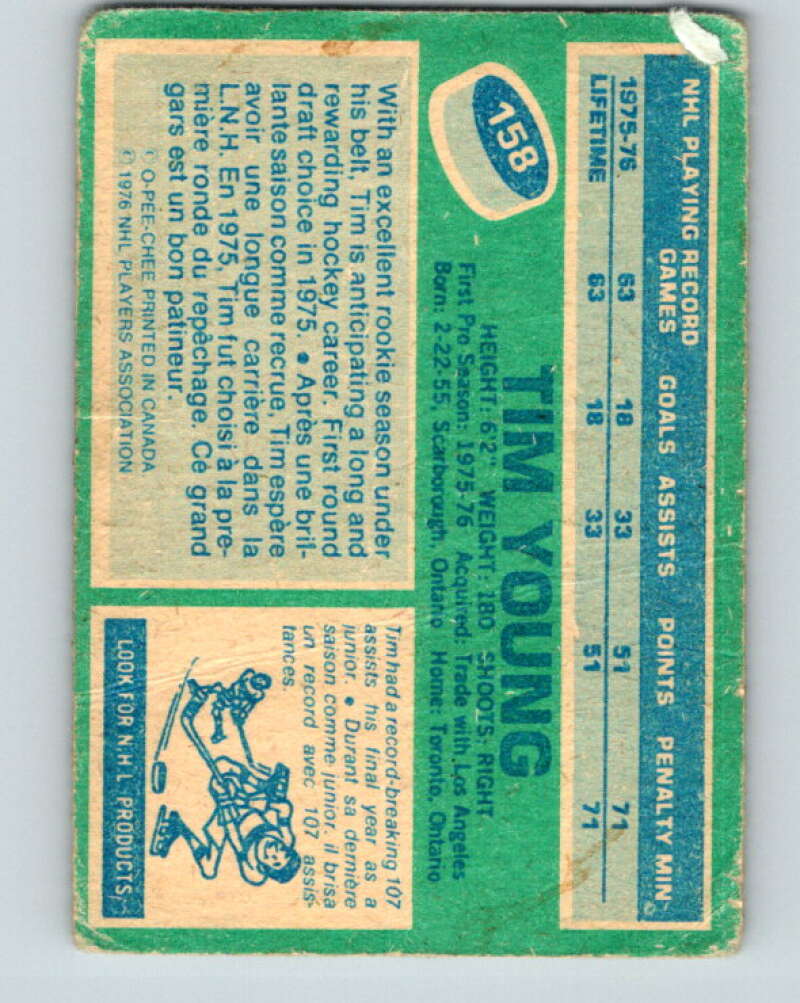 NHL PLAYING RECORD
GAMES GOALS ASSISTS POINTS PENALTY MIN.
1975-76 63 18 33 51 71
LIFETIME 63 18 33 51 71
158
TIM YOUNG
HEIGHT: 6'2" WEIGHT: 180 SHOOTS: RIGHT
First Pro Season: 1975-76 Acquired: Trade with Los Angeles
Born: 2-22-55, Scarborough, Ontario Home: Toronto, Ontario
With an excellent rookie season under
his belt, Tim is anticipating a long and
rewarding hockey career. First round
draft choice in 1975. • Après une bril-
lante saison comme recrue, Tim espère
avoir une longue carrière dans la
L.N.H. En 1975, Tim fut choisi à la pre-
mière ronde du repêchage. Ce grand
gars est un bon patineur.
© O-PEE-CHEE PRINTED IN CANADA
© 1976 NHL PLAYERS ASSOCIATION
Tim had a record-breaking 107
assists his final year as a
junior. • Durant sa dernière
saison comme junior, il brisa
un record avec 107 assis-
tances.
LOOK FOR N.H.L. PRODUCTS